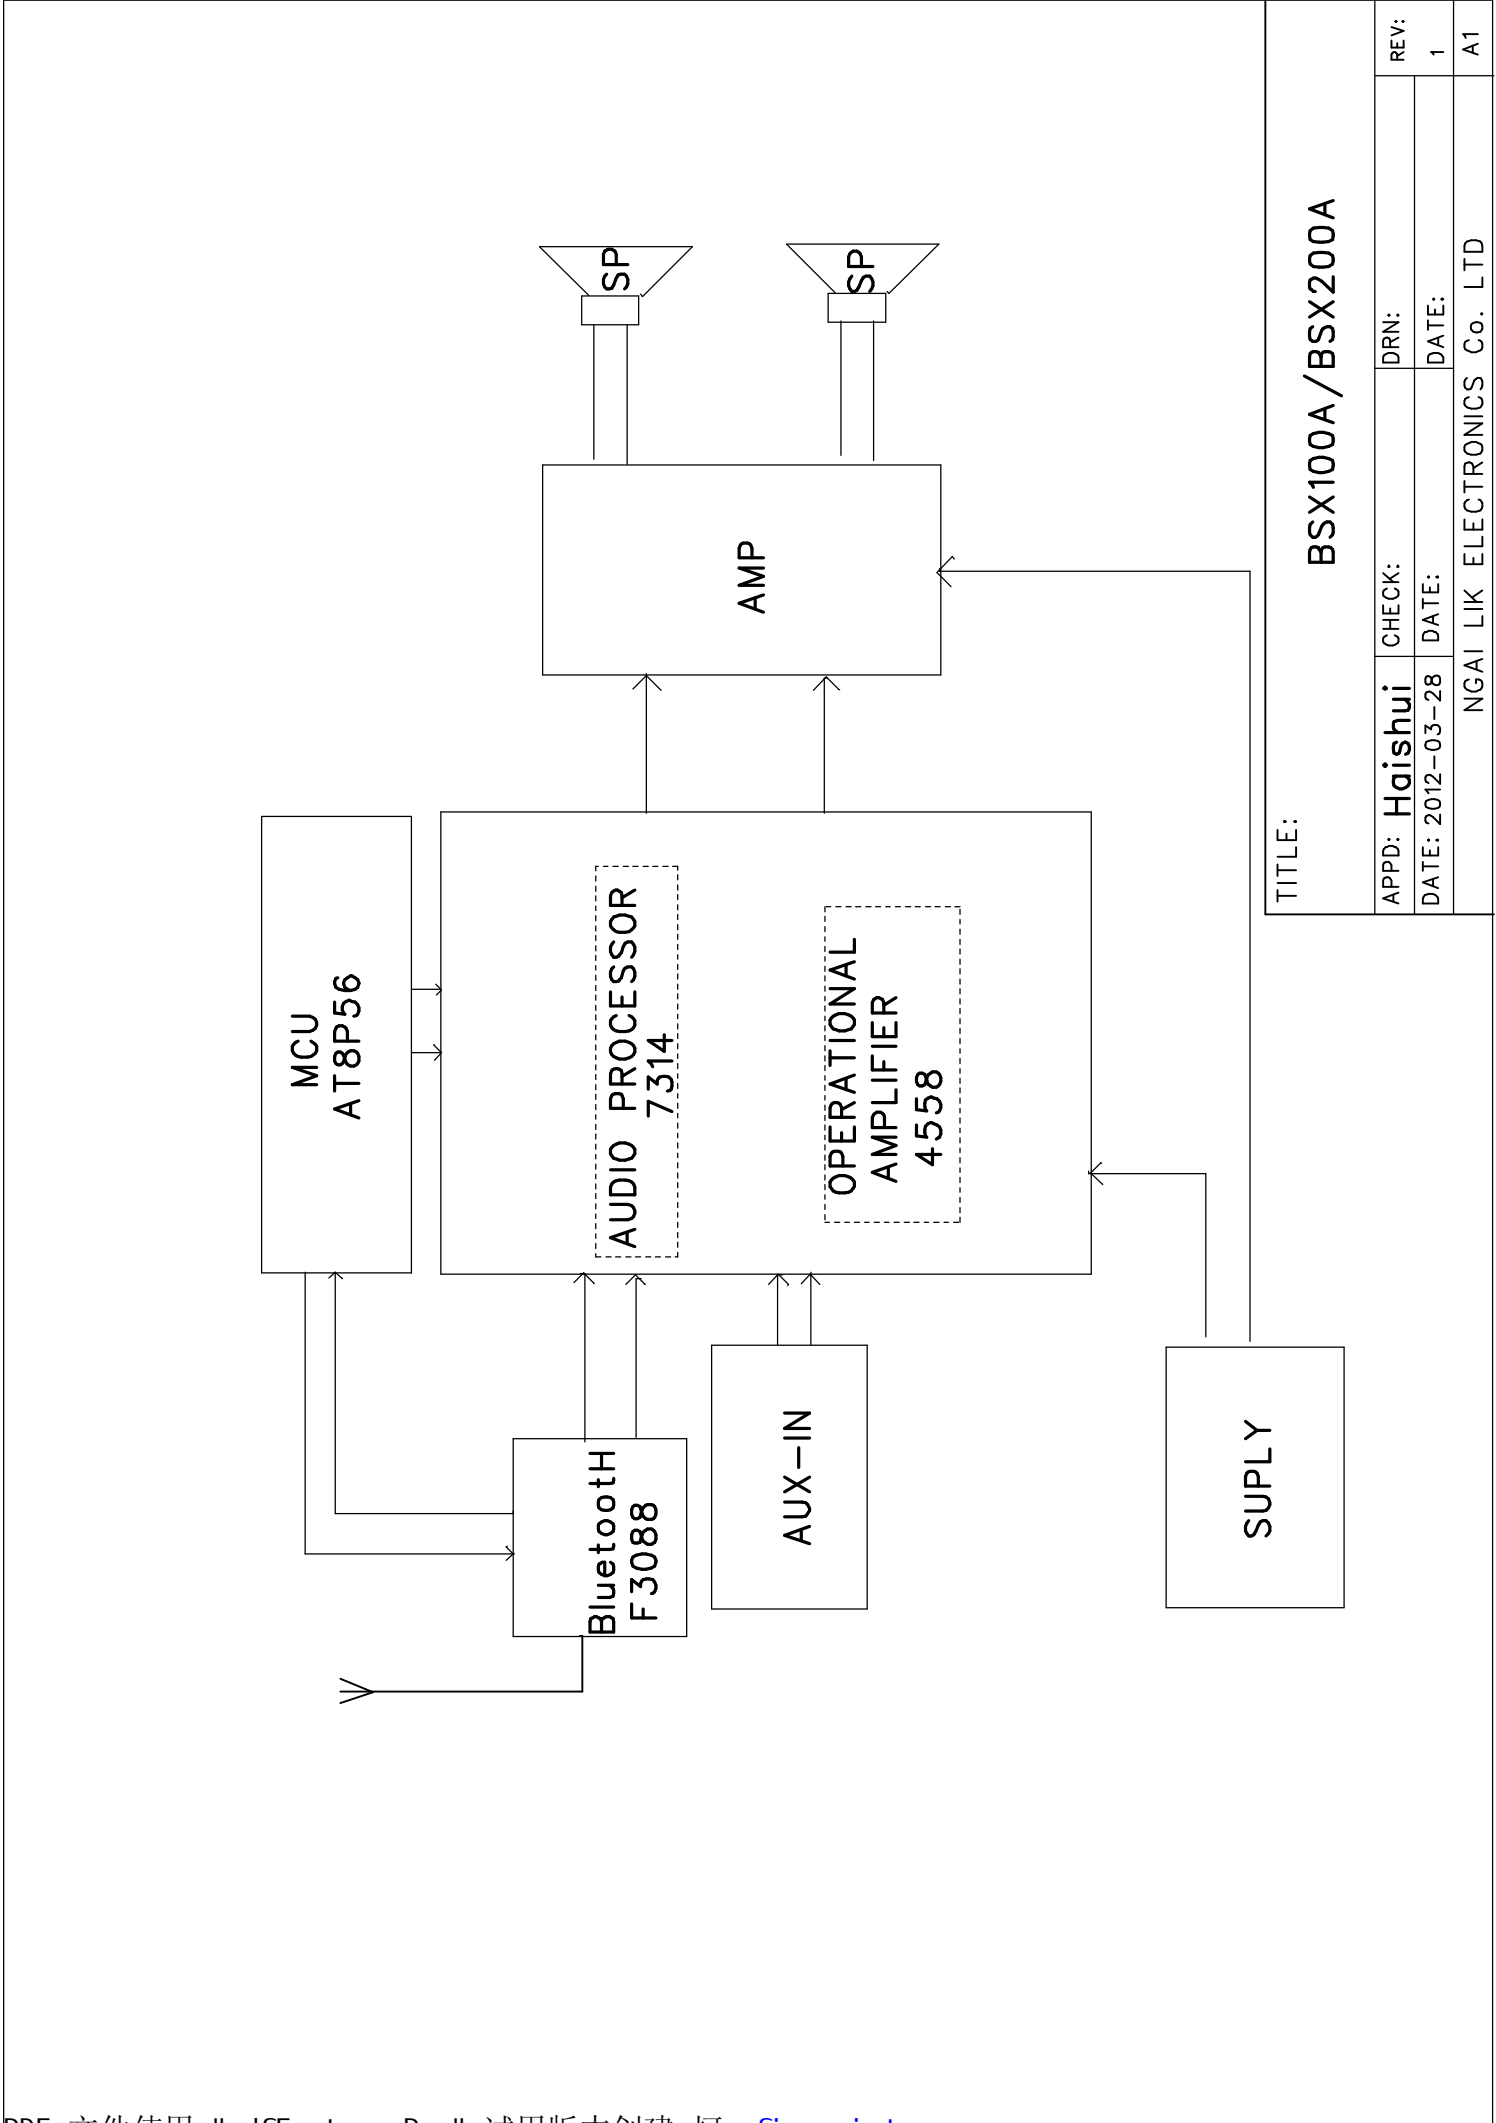 MCU
AT8P56
BluetootH
F3088
AUDIO PROCESSOR
7314
OPERATIONAL
AMPLIFIER
4558
AUX-IN
AMP
SP
SP
SUPLY
TITLE:
BSX100A/BSX200A
APPD: Haishui
CHECK:
DRN:
REV:
DATE: 2012-03-28
DATE:
DATE:
1
NGAI LIK ELECTRONICS Co. LTD
A1